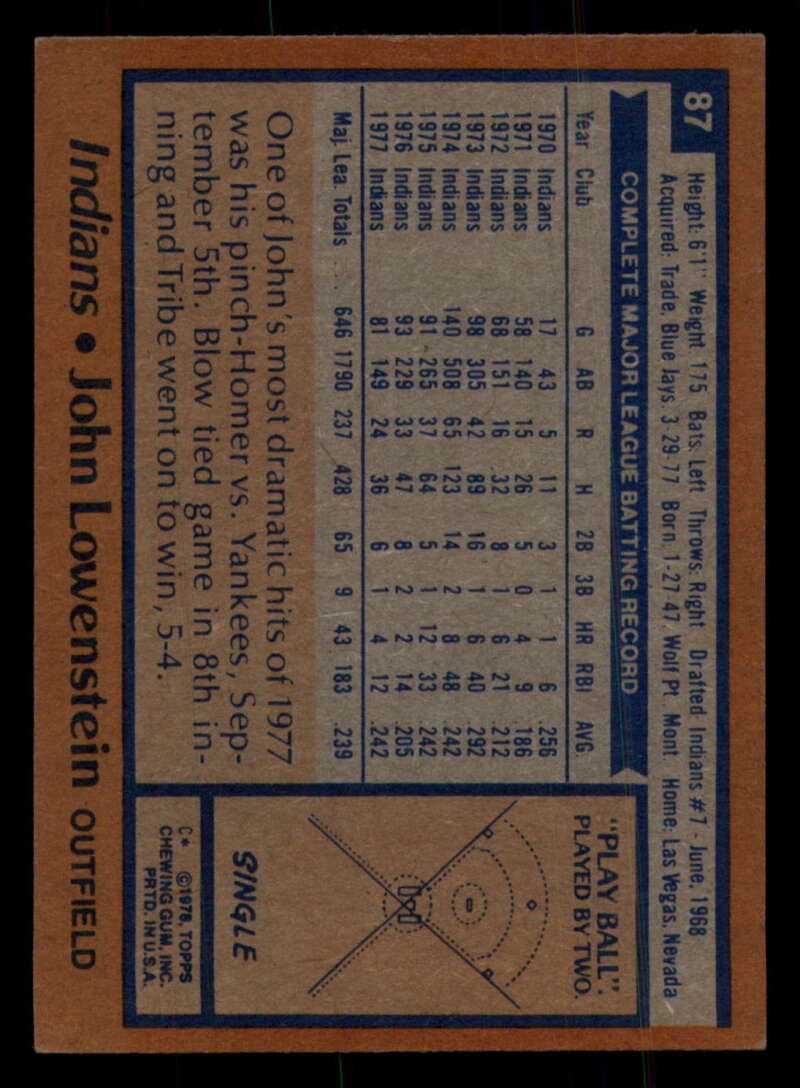 87
Height: 6'1" Weight: 175 Bats: Left Throws: Right Drafted Indians #7 - June, 1968
Acquired: Trade, Blue Jays, 3-29-77 Born: 1-27-47, Wolf Pt. Mont. Home: Las Vegas, Nevada
COMPLETE MAJOR LEAGUE BATTING RECORD
Year Club G AB R H 2B 3B HR RBI AVG.
1970 Indians 17 43 5 11 3 1 1 6 .256
1971 Indians 58 140 15 26 5 0 4 9 .186
1972 Indians 68 151 16 32 8 1 6 21 .212
1973 Indians 98 305 42 89 16 1 6 40 .292
1974 Indians 140 508 65 123 14 2 8 48 .242
1975 Indians 91 265 37 64 5 1 12 33 .242
1976 Indians 93 229 33 47 8 2 2 14 .205
1977 Indians 81 149 24 36 6 1 4 12 .242
Maj. Lea. Totals ... 646 1790 237 428 65 9 43 183 .239
One of John's most dramatic hits of 1977
was his pinch-Homer vs. Yankees, Sep-
tember 5th. Blow tied game in 8th in-
ning and Tribe went on to win, 5-4.
"PLAY BALL".
PLAYED BY TWO.
SINGLE
C* ©1978, TOPPS
CHEWING GUM, INC.
PRTD. IN U.S.A.
Indians • John Lowenstein OUTFIELD